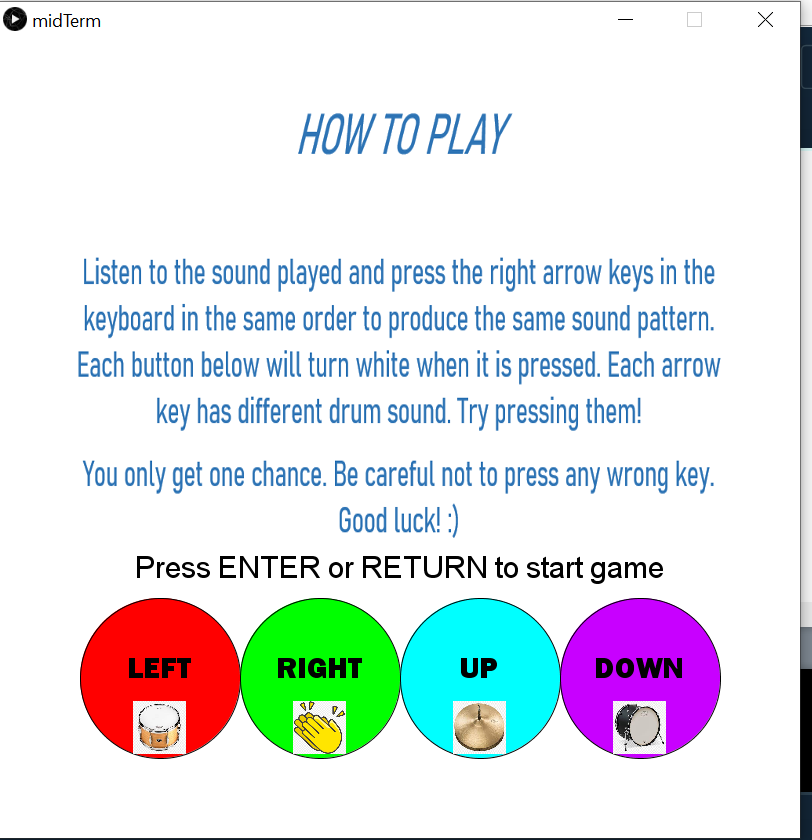 midTerm
HOW TO PLAY
Listen to the sound played and press the right arrow keys in the
keyboard in the same order to produce the same sound pattern.
Each button below will turn white when it is pressed. Each arrow
key has different drum sound. Try pressing them!
You only get one chance. Be careful not to press any wrong key.
Good luck! :)
Press ENTER or RETURN to start game
LEFT
RIGHT
UP
DOWN